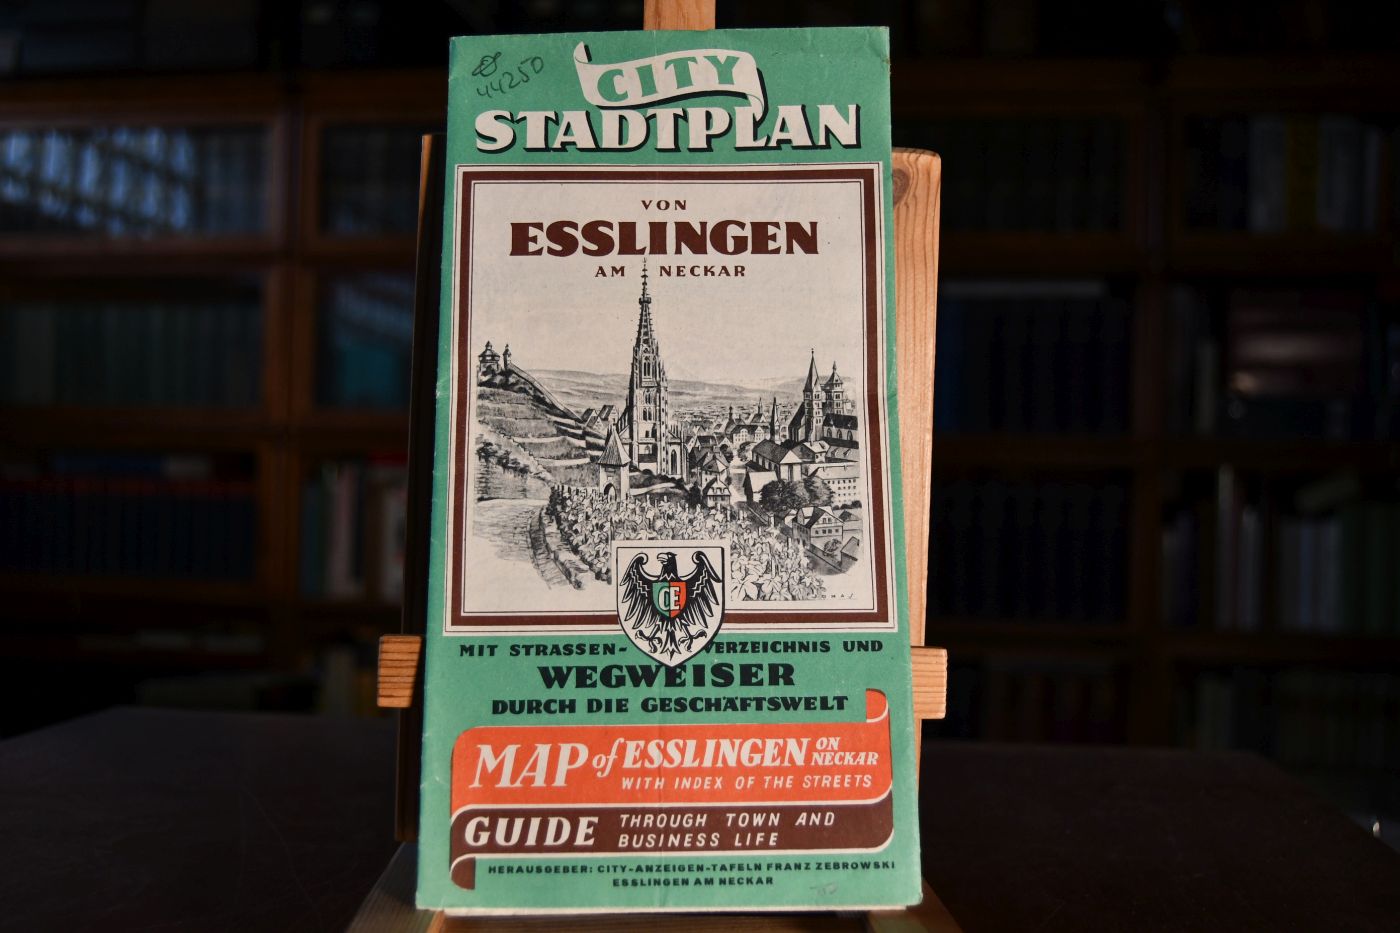 44250
CITY
STADTPLAN
VON
ESSLINGEN
AM NECKAR
CE
MIT STRASSEN-VERZEICHNIS UND
WEGWEISER
DURCH DIE GESCHÄFTSWELT
MAP of ESSLINGEN ON NECKAR
WITH INDEX OF THE STREETS
GUIDE THROUGH TOWN AND
BUSINESS LIFE
HERAUSGEBER: CITY-ANZEIGEN-TAFELN FRANZ ZEBROWSKI
ESSLINGEN AM NECKAR